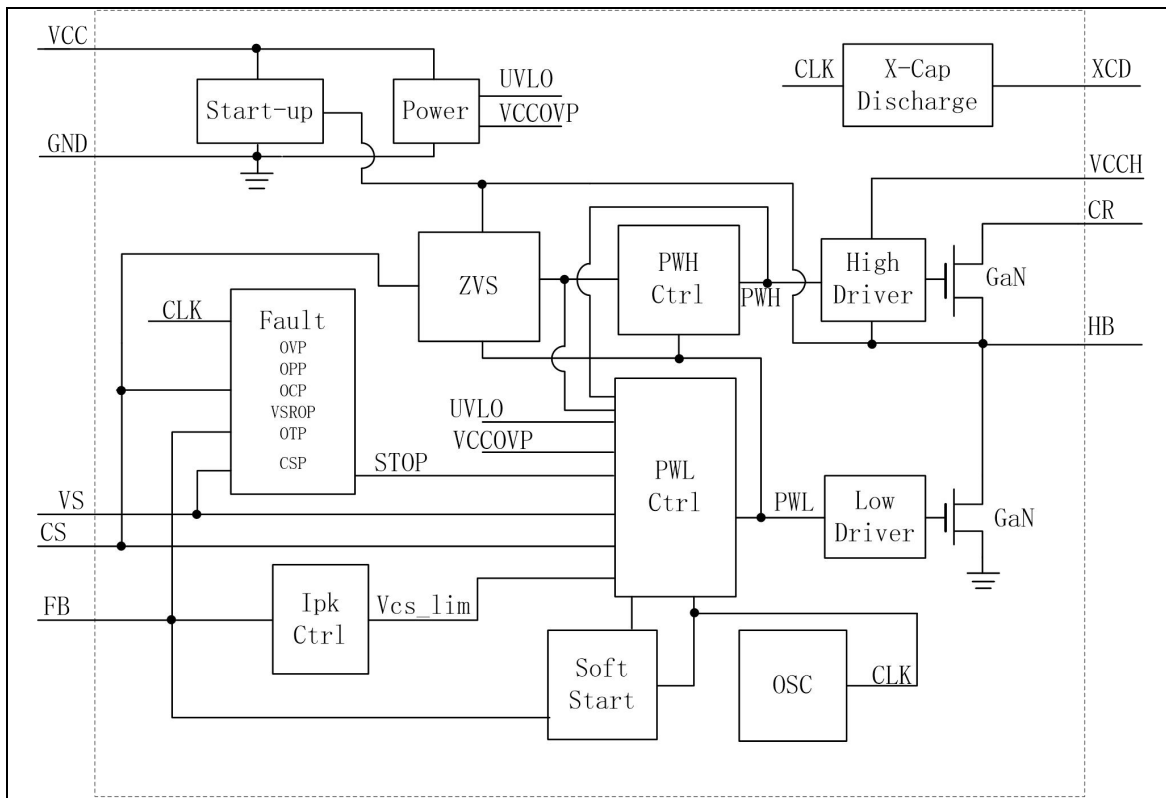 VCC
CLK
X-Cap
Discharge
XCD
UVLO
Start-up
Power
VCCOVP
GND
VCCH
CR
ZVS
PWH
Ctrl
PWH
High
Driver
GaN
CLK
Fault
OVP
OPP
OCP
VSROP
OTP
CSP
HB
UVLO
VCCOVP
STOP
PWL
Ctrl
VS
CS
PWL
Low
Driver
GaN
FB
Ipk
Ctrl
Vcs_lim
Soft
Start
OSC
CLK